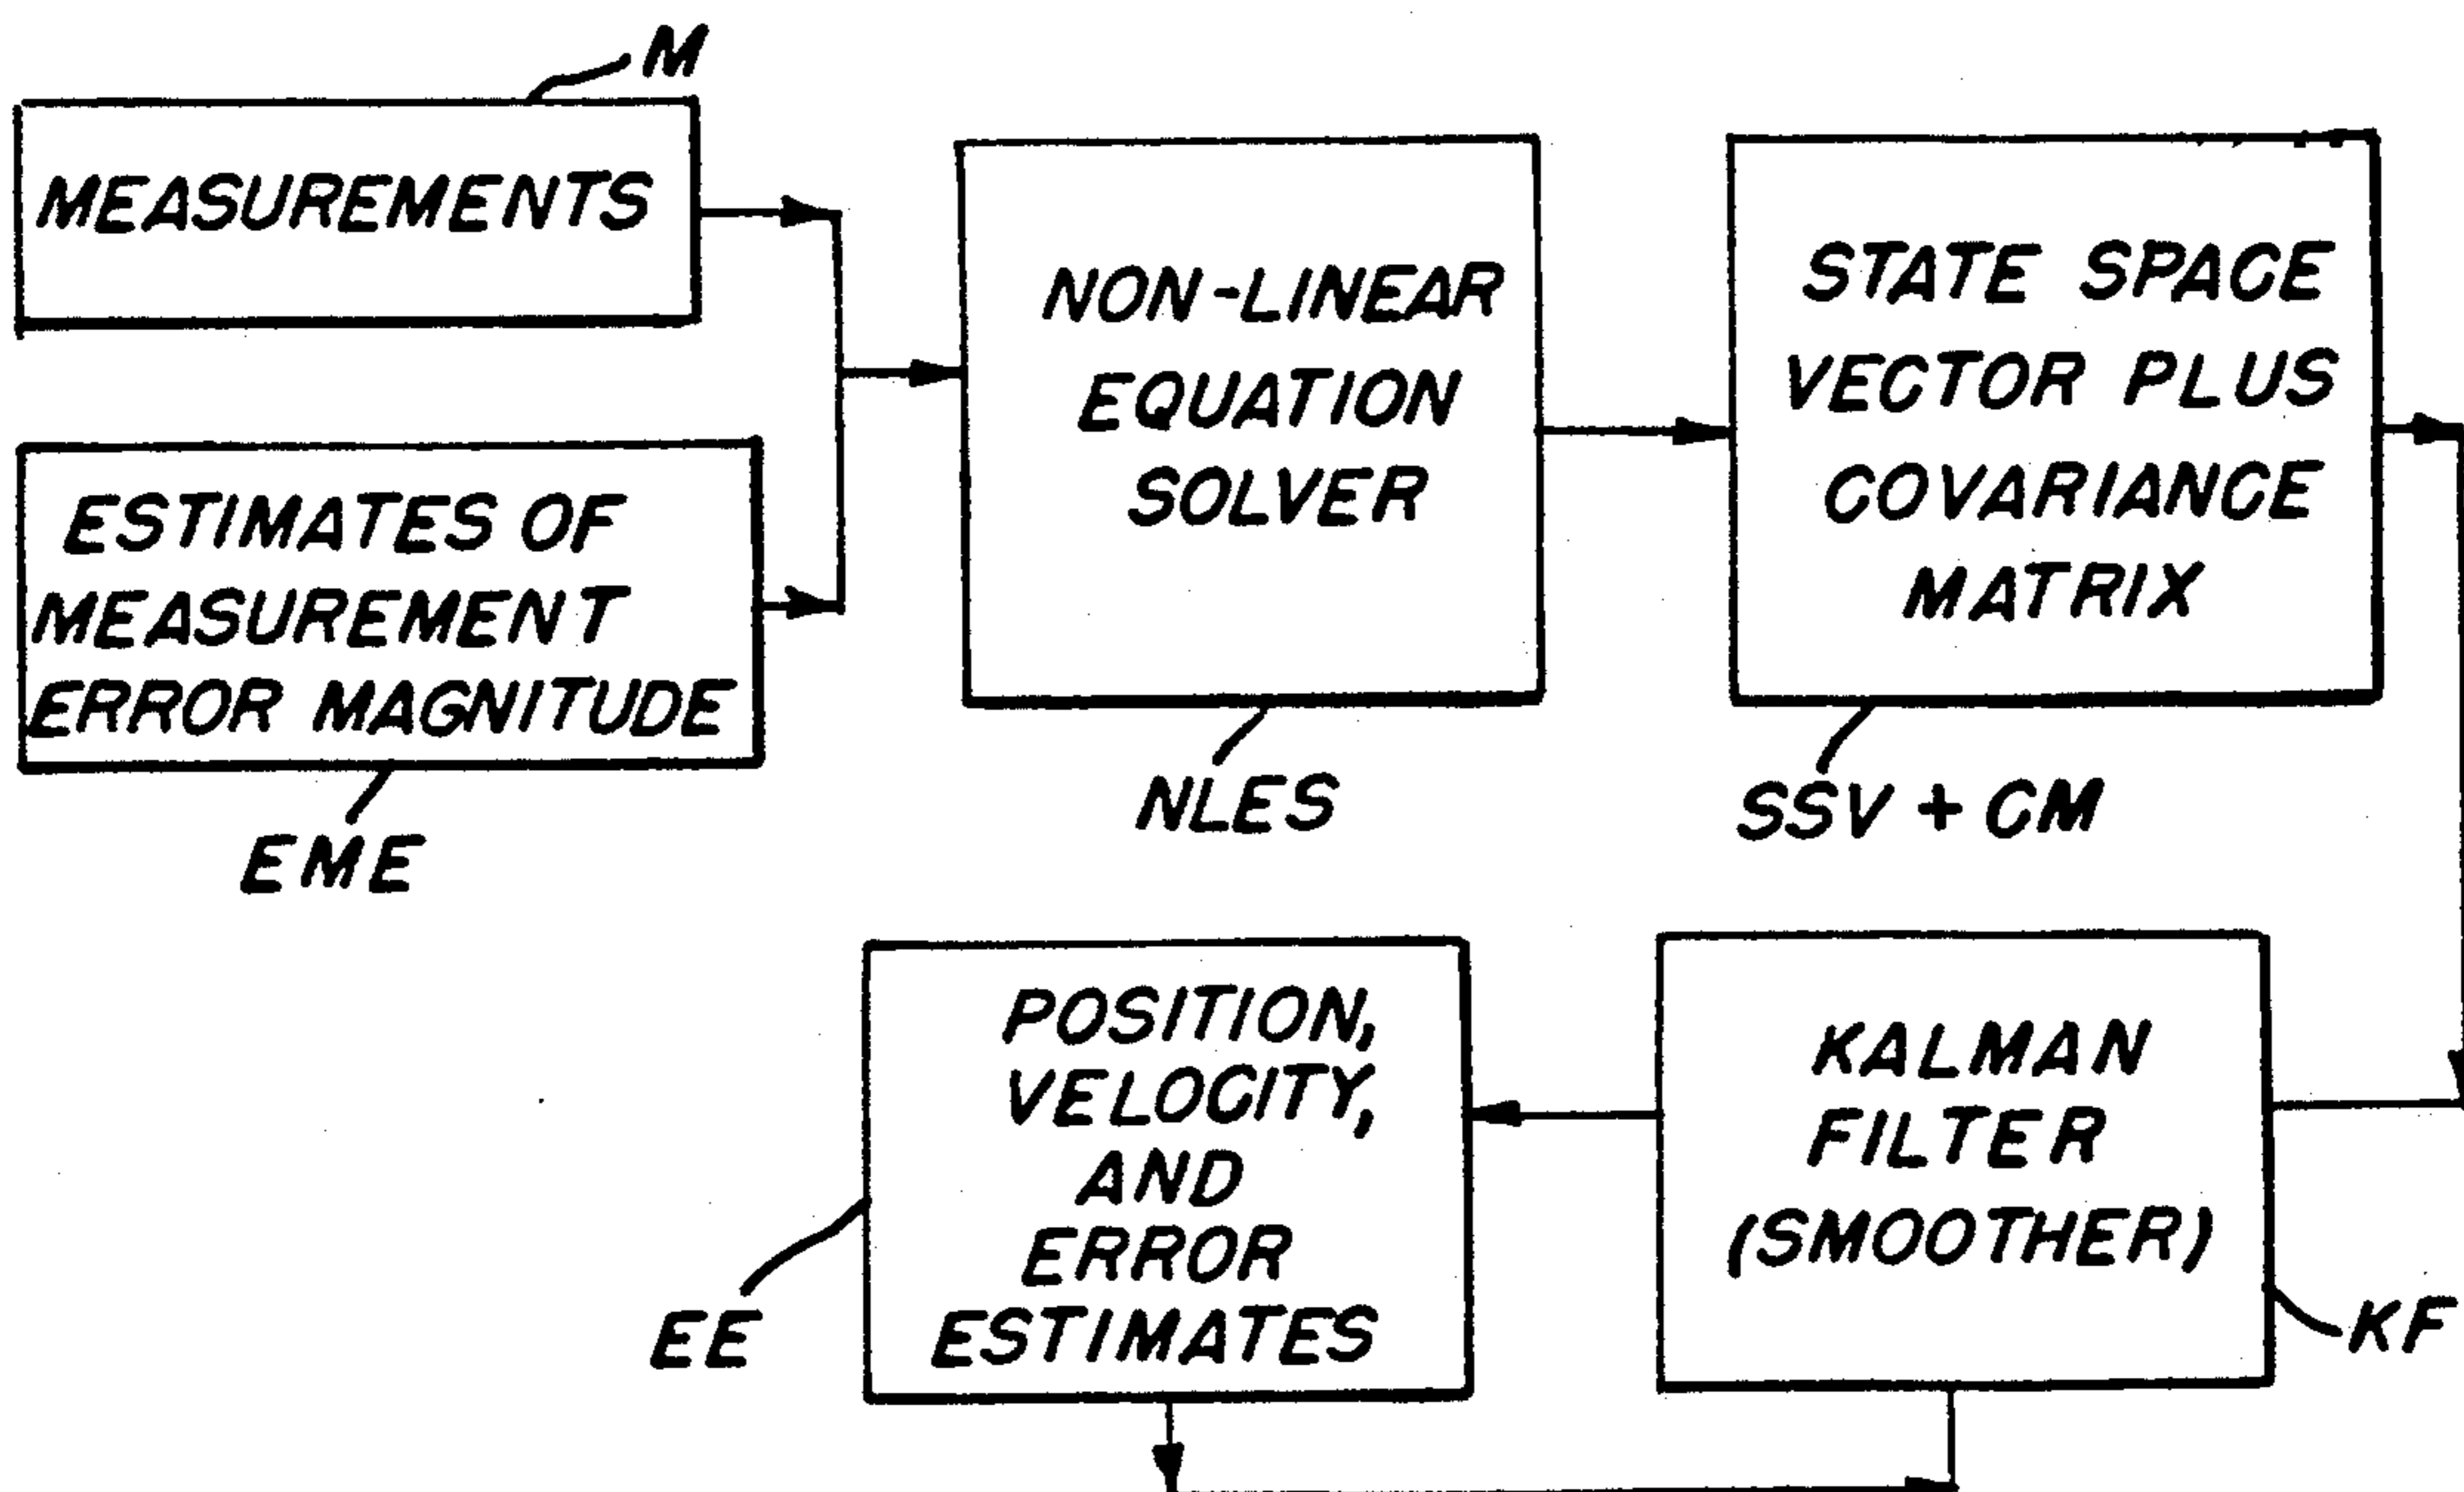 M
MEASUREMENTS
ESTIMATES OF
MEASUREMENT
ERROR MAGNITUDE
EME
NON-LINEAR
EQUATION
SOLVER
NLES
STATE SPACE
VECTOR PLUS
COVARIANCE
MATRIX
SSV + CM
POSITION,
VELOCITY,
AND
ERROR
ESTIMATES
EE
KALMAN
FILTER
(SMOOTHER)
KF